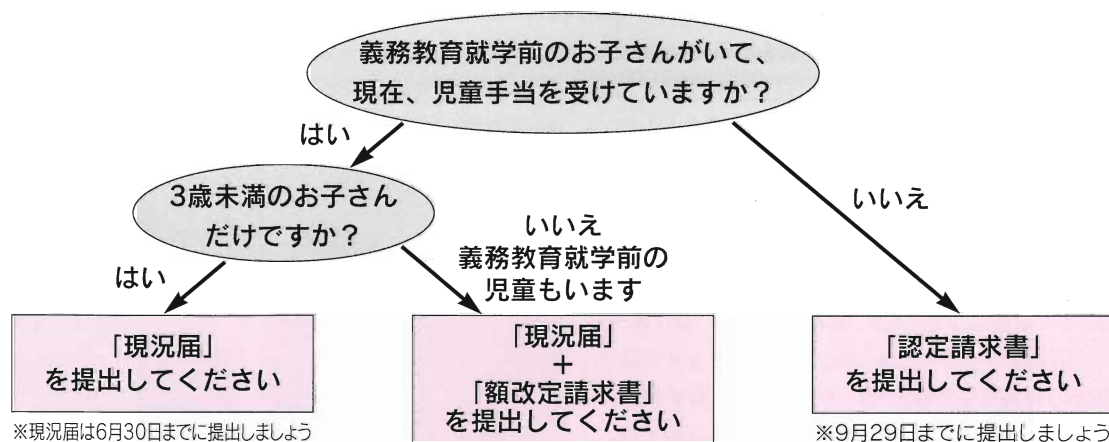 義務教育就学前のお子さんがいて、
現在、児童手当を受けていますか？
はい
いいえ
3歳未満のお子さん
だけですか？
はい
いいえ
義務教育就学前の
児童もいます
「現況届」
を提出してください
「現況届」
+
「額改定請求書」
を提出してください
「認定請求書」
を提出してください
※現況届は6月30日までに提出しましょう
※9月29日までに提出しましょう